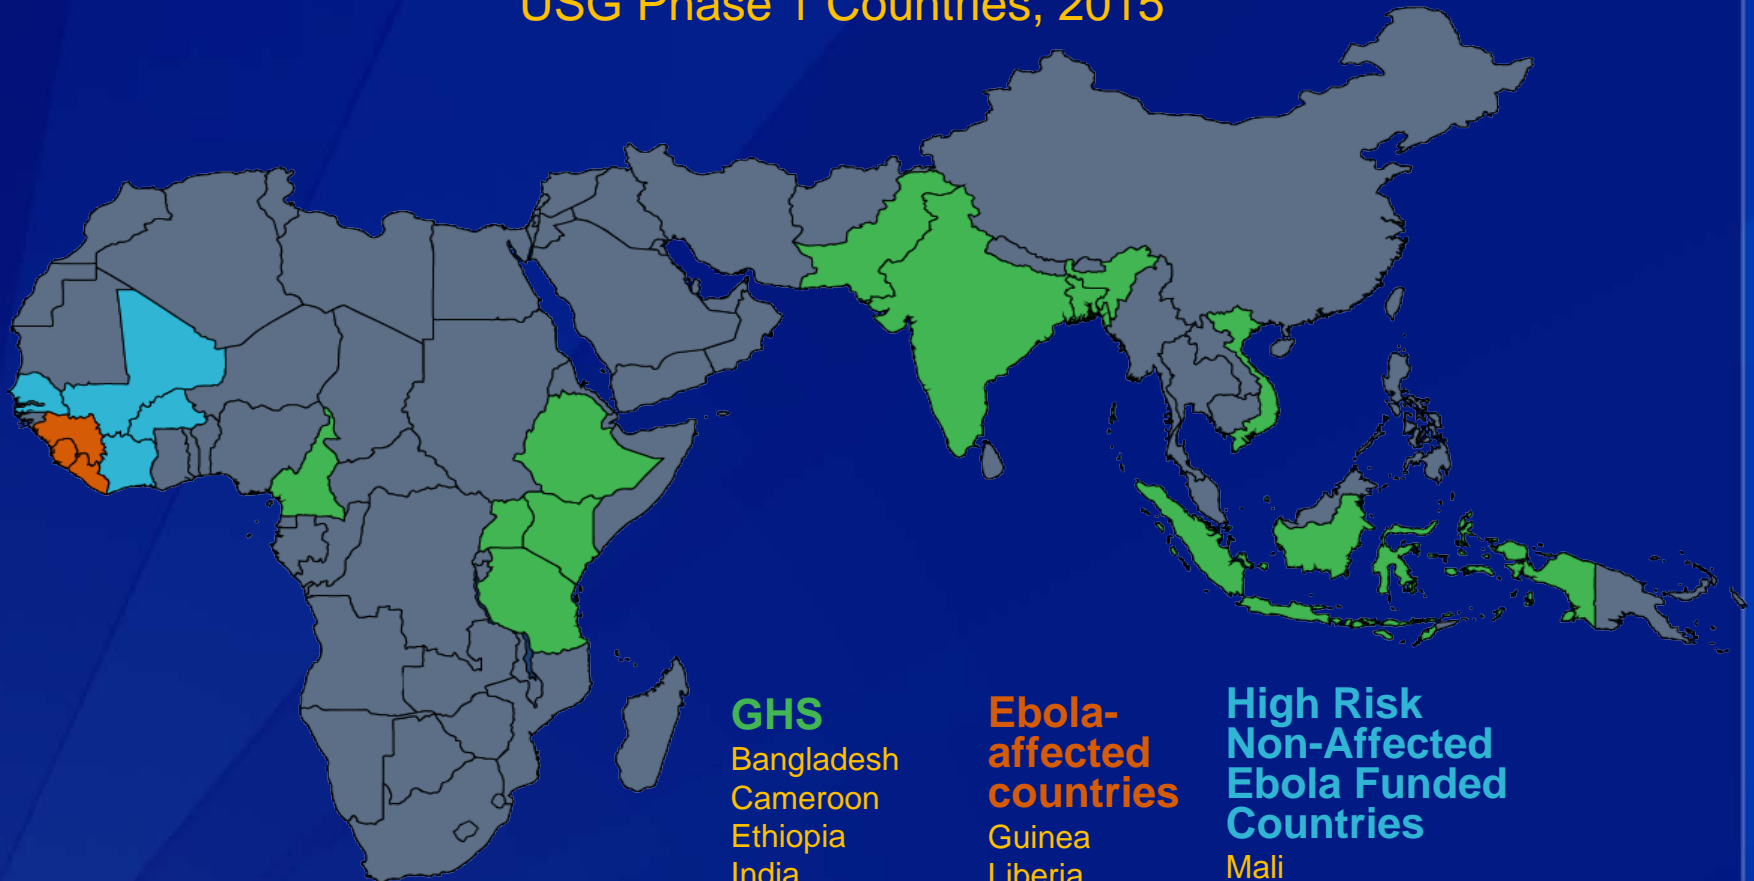 USG Phase 1 Countries, 2015
GHS
Bangladesh
Cameroon
Ethiopia
India
Ebola-
affected
countries
Guinea
Liberia
High Risk
Non-Affected
Ebola Funded
Countries
Mali